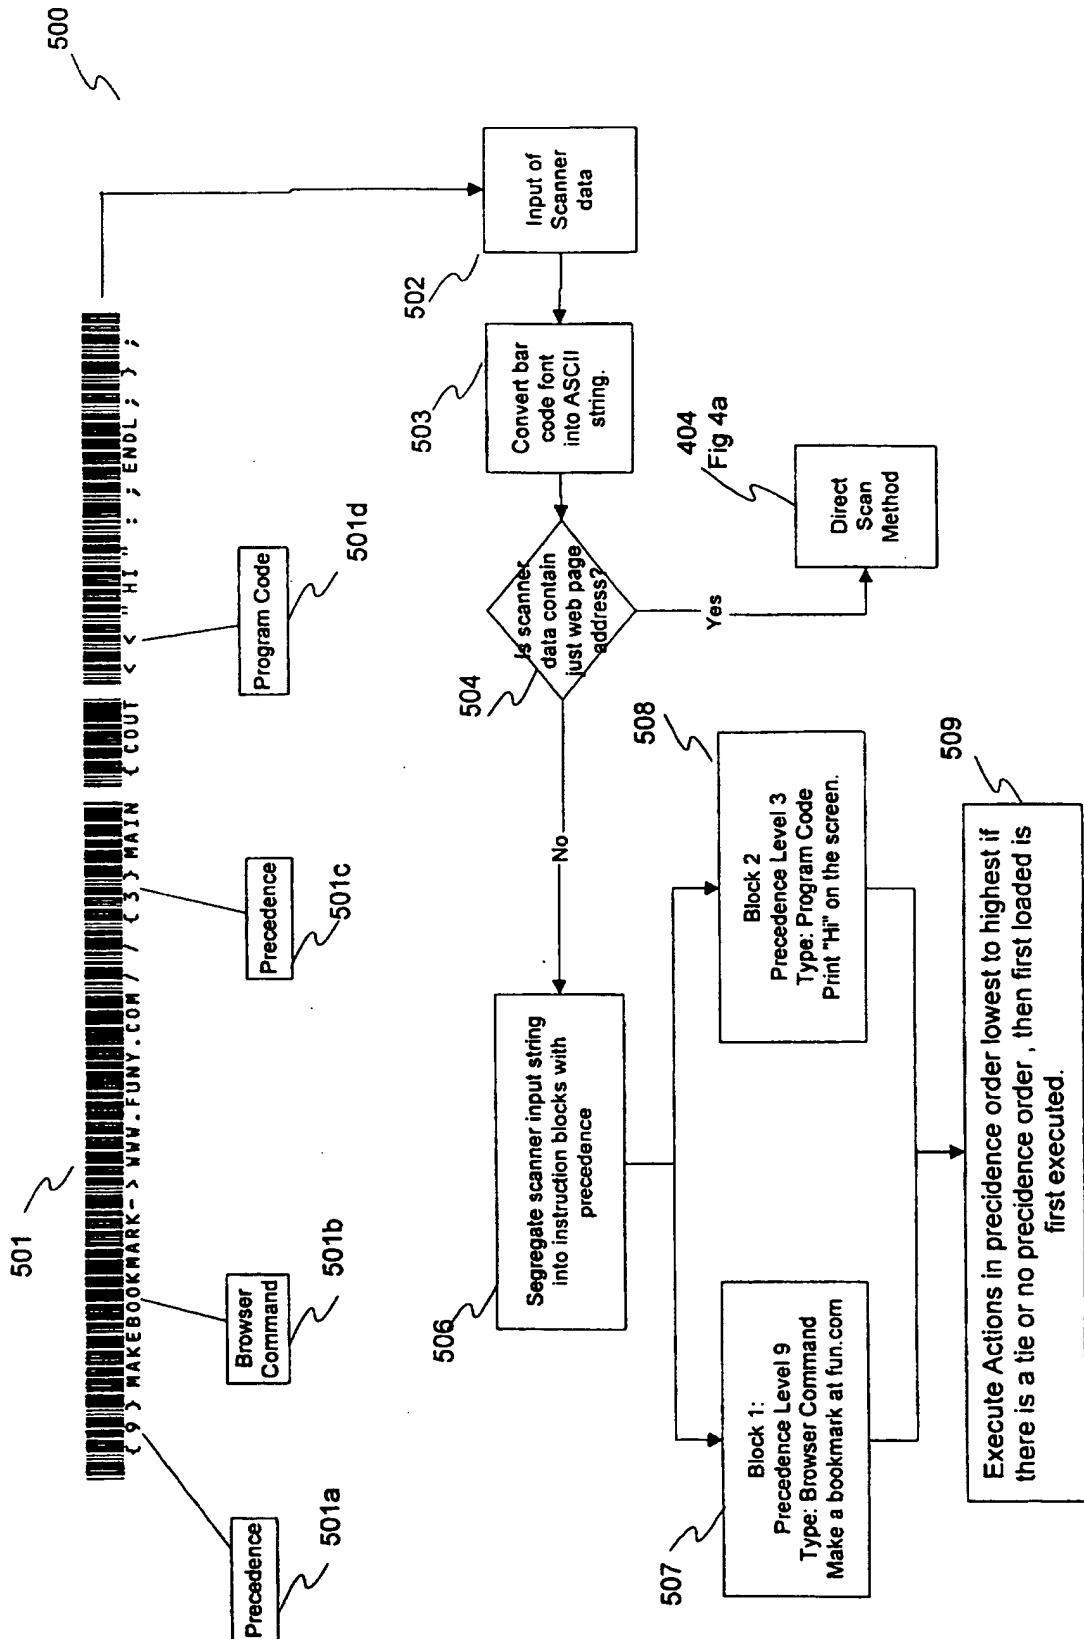 500
501
{9}MAKEBOOKMARK->WWW.FUNY.COM//{3}MAIN {COUT <<"HI":;ENDL;};
Precedence
501a
Browser
Command
501b
Precedence
501c
Program Code
501d
502
Input of
Scanner
data
503
Convert bar
code font
into ASCII
string.
504
Is scanner
data contain
just web page
address?
Yes
404
Fig 4a
Direct
Scan
Method
No
506
Segregate scanner input string
into instruction blocks with
precedence
507
Block 1:
Precedence Level 9
Type: Browser Command
Make a bookmark at fun.com
508
Block 2
Precedence Level 3
Type: Program Code
Print "Hi" on the screen.
509
Execute Actions in precidence order lowest to highest if
there is a tie or no precidence order , then first loaded is
first executed.